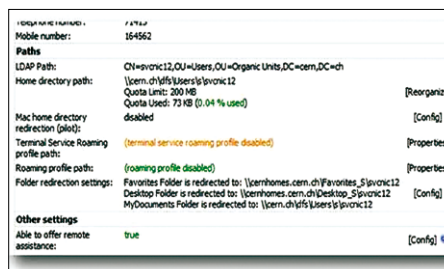 Telephone number: 71415
Mobile number: 164562
Paths
LDAP Path: CN=svcnic12,OU=Users,OU=Organic Units,DC=cern,DC=ch
Home directory path: \\cern.ch\dfs\Users\s\svcnic12
Quota Limit: 200 MB
Quota Used: 73 KB (0.04 % used) [Reorganiz
Mac home directory redirection (pilot): disabled [Config]
Terminal Service Roaming profile path: (terminal service roaming profile disabled) [Properties
Roaming profile path: (roaming profile disabled) [Properties
Folder redirection settings: Favorites Folder is redirected to: \\cernhomes.cern.ch\Favorites_S\svcnic12
Desktop Folder is redirected to: \\cernhomes.cern.ch\Desktop_S\svcnic12 [Config]
MyDocuments Folder is redirected to: \\cern.ch\dfs\Users\s\svcnic12
Other settings
Able to offer remote assistance: true [Config]